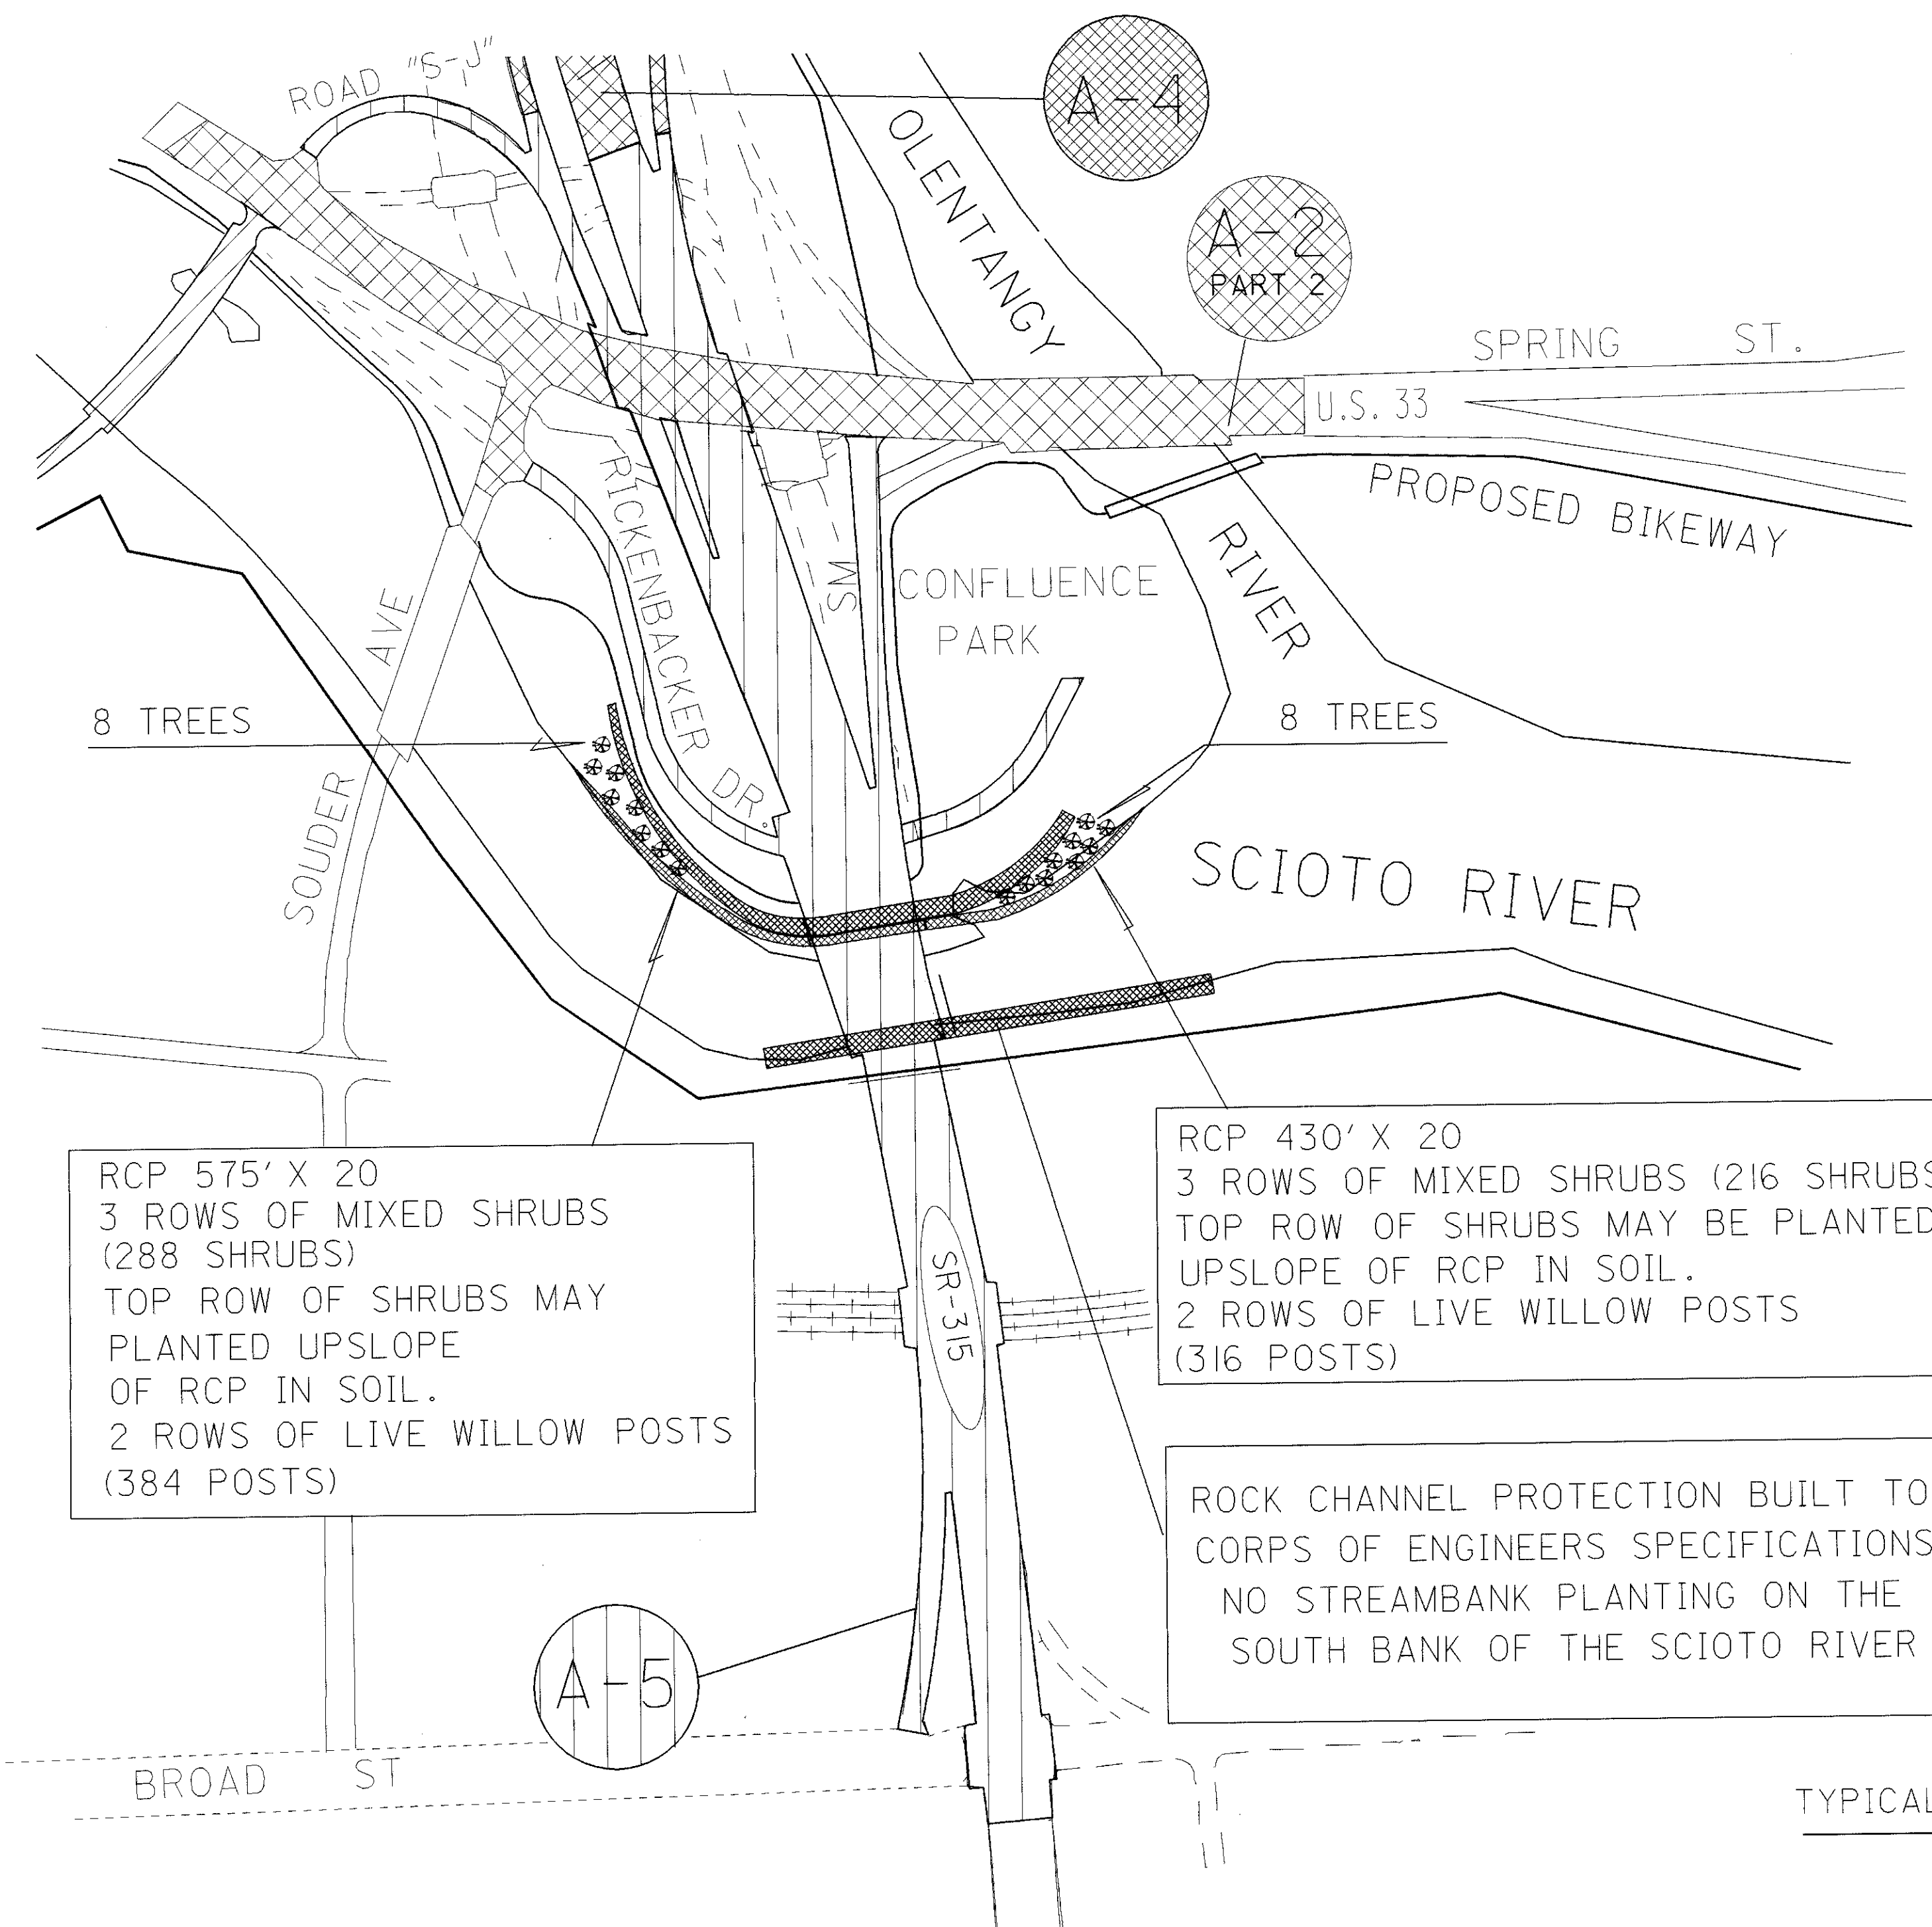 ROAD "S-J"
A-4
OLENTANGY
A-2
PART 2
SPRING ST.
U.S. 33
PROPOSED BIKEWAY
RICKENBACKER DR.
SM
CONFLUENCE
PARK
RIVER
SOUDER AVE
8 TREES
8 TREES
SCIOTO RIVER
RCP 575' X 20
3 ROWS OF MIXED SHRUBS
(288 SHRUBS)
TOP ROW OF SHRUBS MAY
PLANTED UPSLOPE
OF RCP IN SOIL.
2 ROWS OF LIVE WILLOW POSTS
(384 POSTS)
RCP 430' X 20
3 ROWS OF MIXED SHRUBS (216 SHRUBS
TOP ROW OF SHRUBS MAY BE PLANTED
UPSLOPE OF RCP IN SOIL.
2 ROWS OF LIVE WILLOW POSTS
(316 POSTS)
SR-315
ROCK CHANNEL PROTECTION BUILT TO
CORPS OF ENGINEERS SPECIFICATIONS
NO STREAMBANK PLANTING ON THE
SOUTH BANK OF THE SCIOTO RIVER
A-5
BROAD ST
TYPICAL